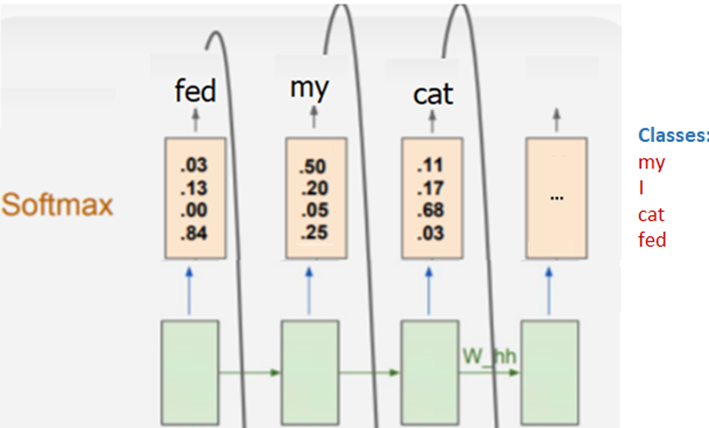 fed
my
cat
Softmax
.03
.13
.00
.84
.50
.20
.05
.25
.11
.17
.68
.03
...
W_hh
Classes:
my
I
cat
fed